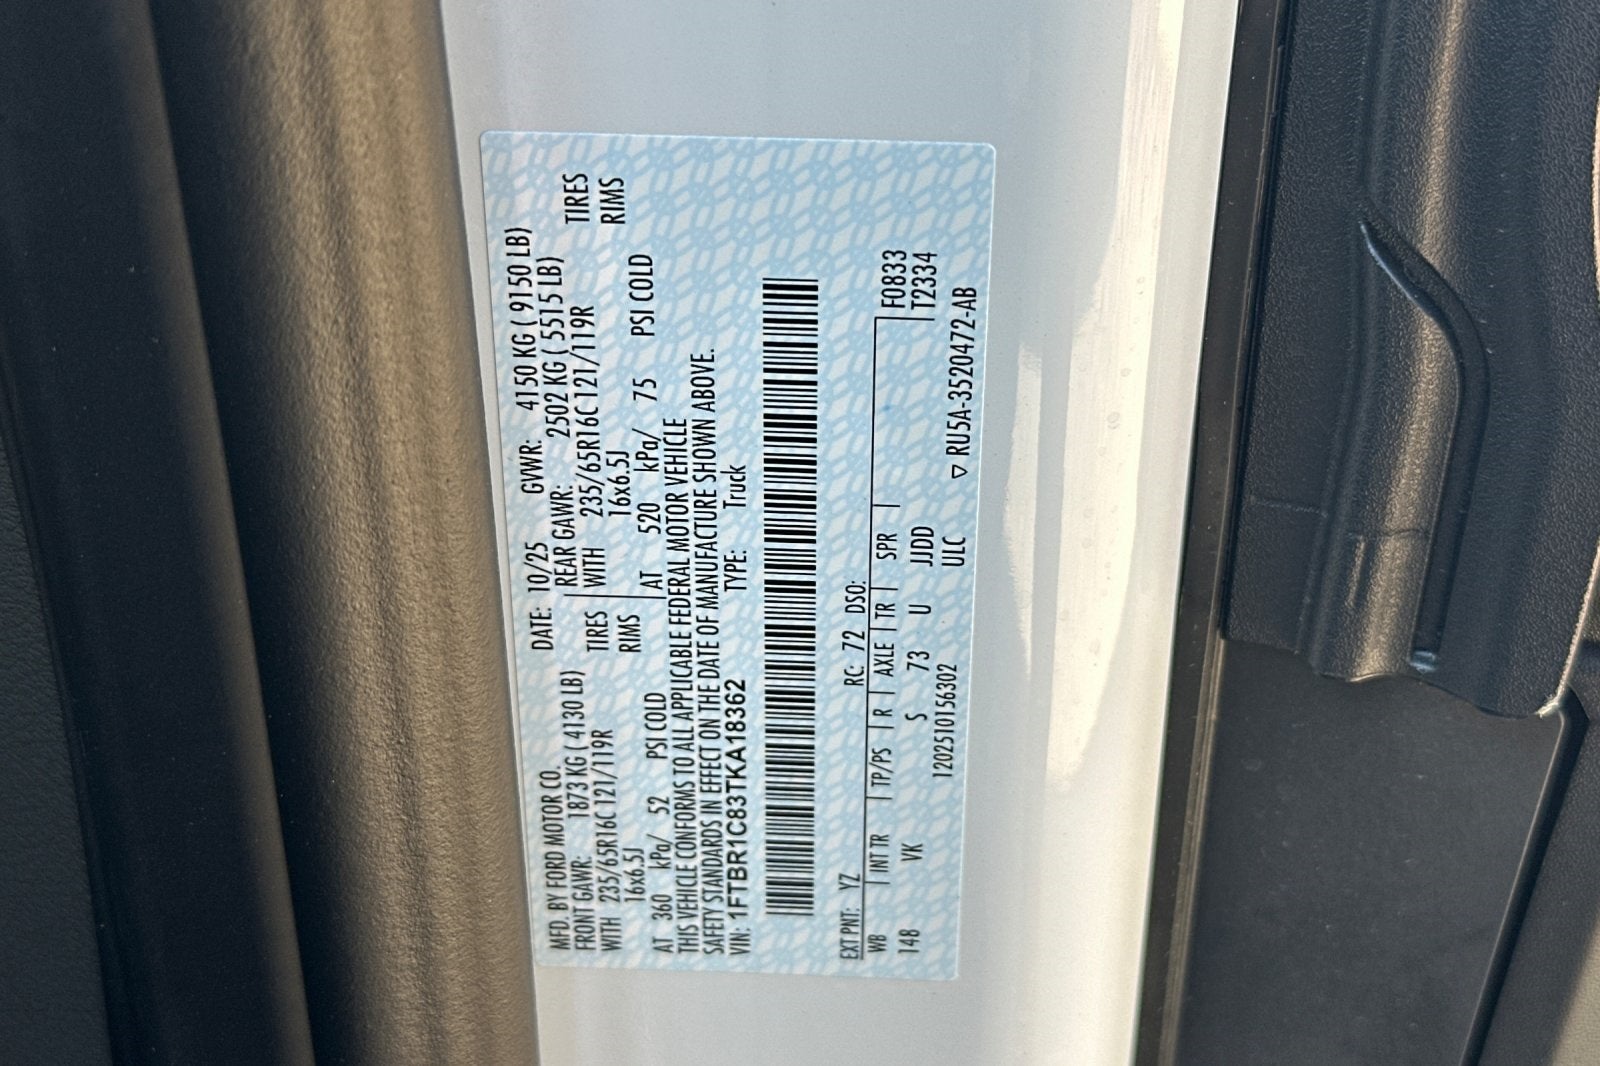 MFD. BY FORD MOTOR CO. DATE: 10/25 GVWR: 4150 KG ( 9150 LB)
FRONT GAWR: 1873 KG ( 4130 LB) REAR GAWR: 2502 KG ( 5515 LB)
WITH 235/65R16C 121/119R TIRES WITH 235/65R16C 121/119R TIRES
16x6.5J RIMS 16x6.5J RIMS
AT 360 kPa/ 52 PSI COLD AT 520 kPa/ 75 PSI COLD
THIS VEHICLE CONFORMS TO ALL APPLICABLE FEDERAL MOTOR VEHICLE
SAFETY STANDARDS IN EFFECT ON THE DATE OF MANUFACTURE SHOWN ABOVE.
VIN: 1FTBR1C83TKA18362 TYPE: Truck
EXT PNT: YZ RC: 72 DSO:
WB INT TR TP/PS R AXLE TR SPR F0833
148 VK S 73 U JJDD T2334
1202510156302 ULC ▽ RU5A-3520472-AB